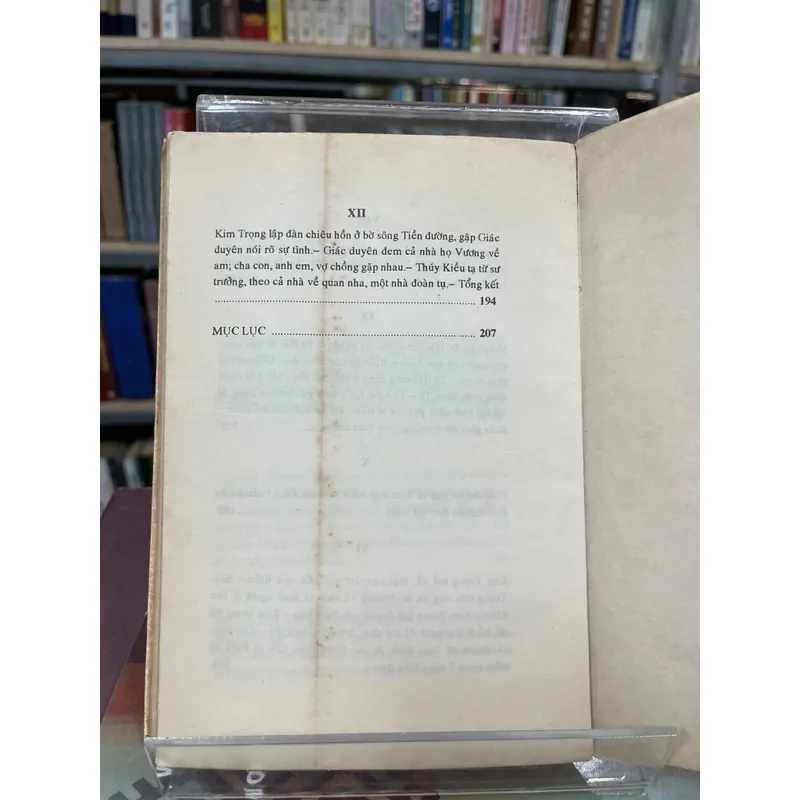 XII
Kim Trọng lập đàn chiêu hồn ở bờ sông Tiền đường, gặp Giác
duyên nói rõ sự tình.– Giác duyên đem cả nhà họ Vương về
am; cha con, anh em, vợ chồng gặp nhau.– Thúy Kiều tạ từ sư
trưởng, theo cả nhà về quan nha, một nhà đoàn tụ.– Tổng kết
........................................................................ 194
MỤC LỤC ........................................................ 207